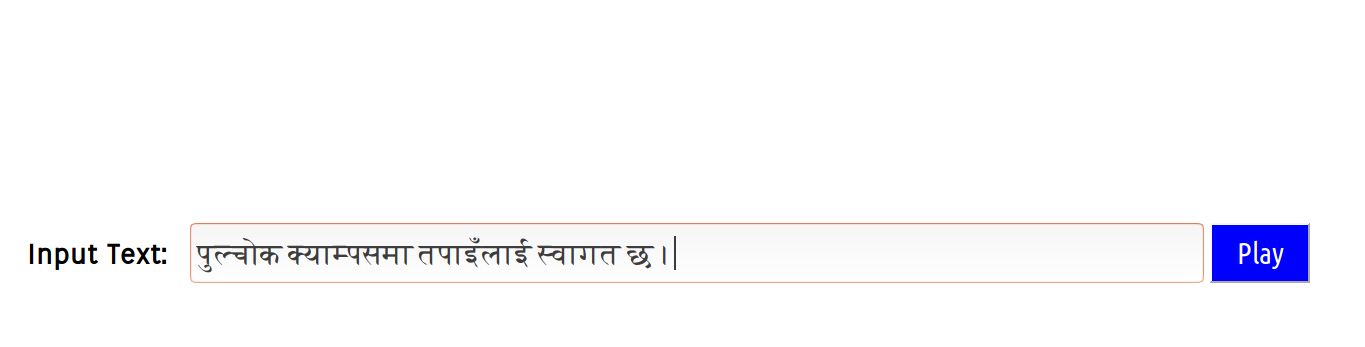 Input Text: पुल्चोक क्याम्पसमा तपाइँलाई स्वागत छ । Play